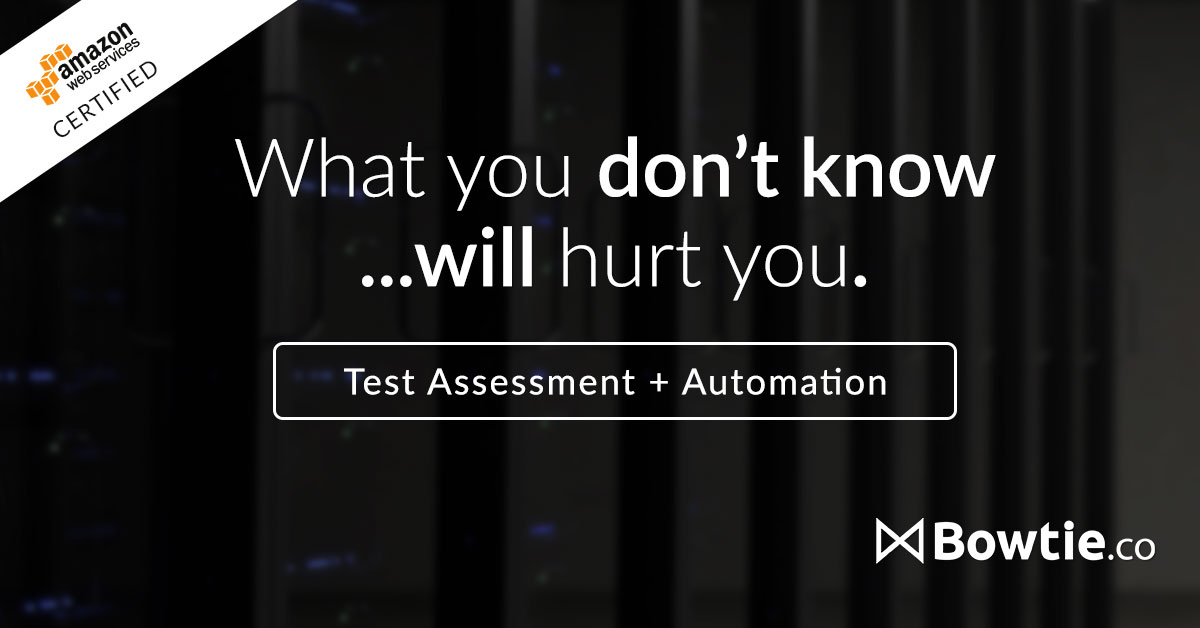 amazon
web services
CERTIFIED
What you don’t know
...will hurt you.
Test Assessment + Automation
Bowtie.co